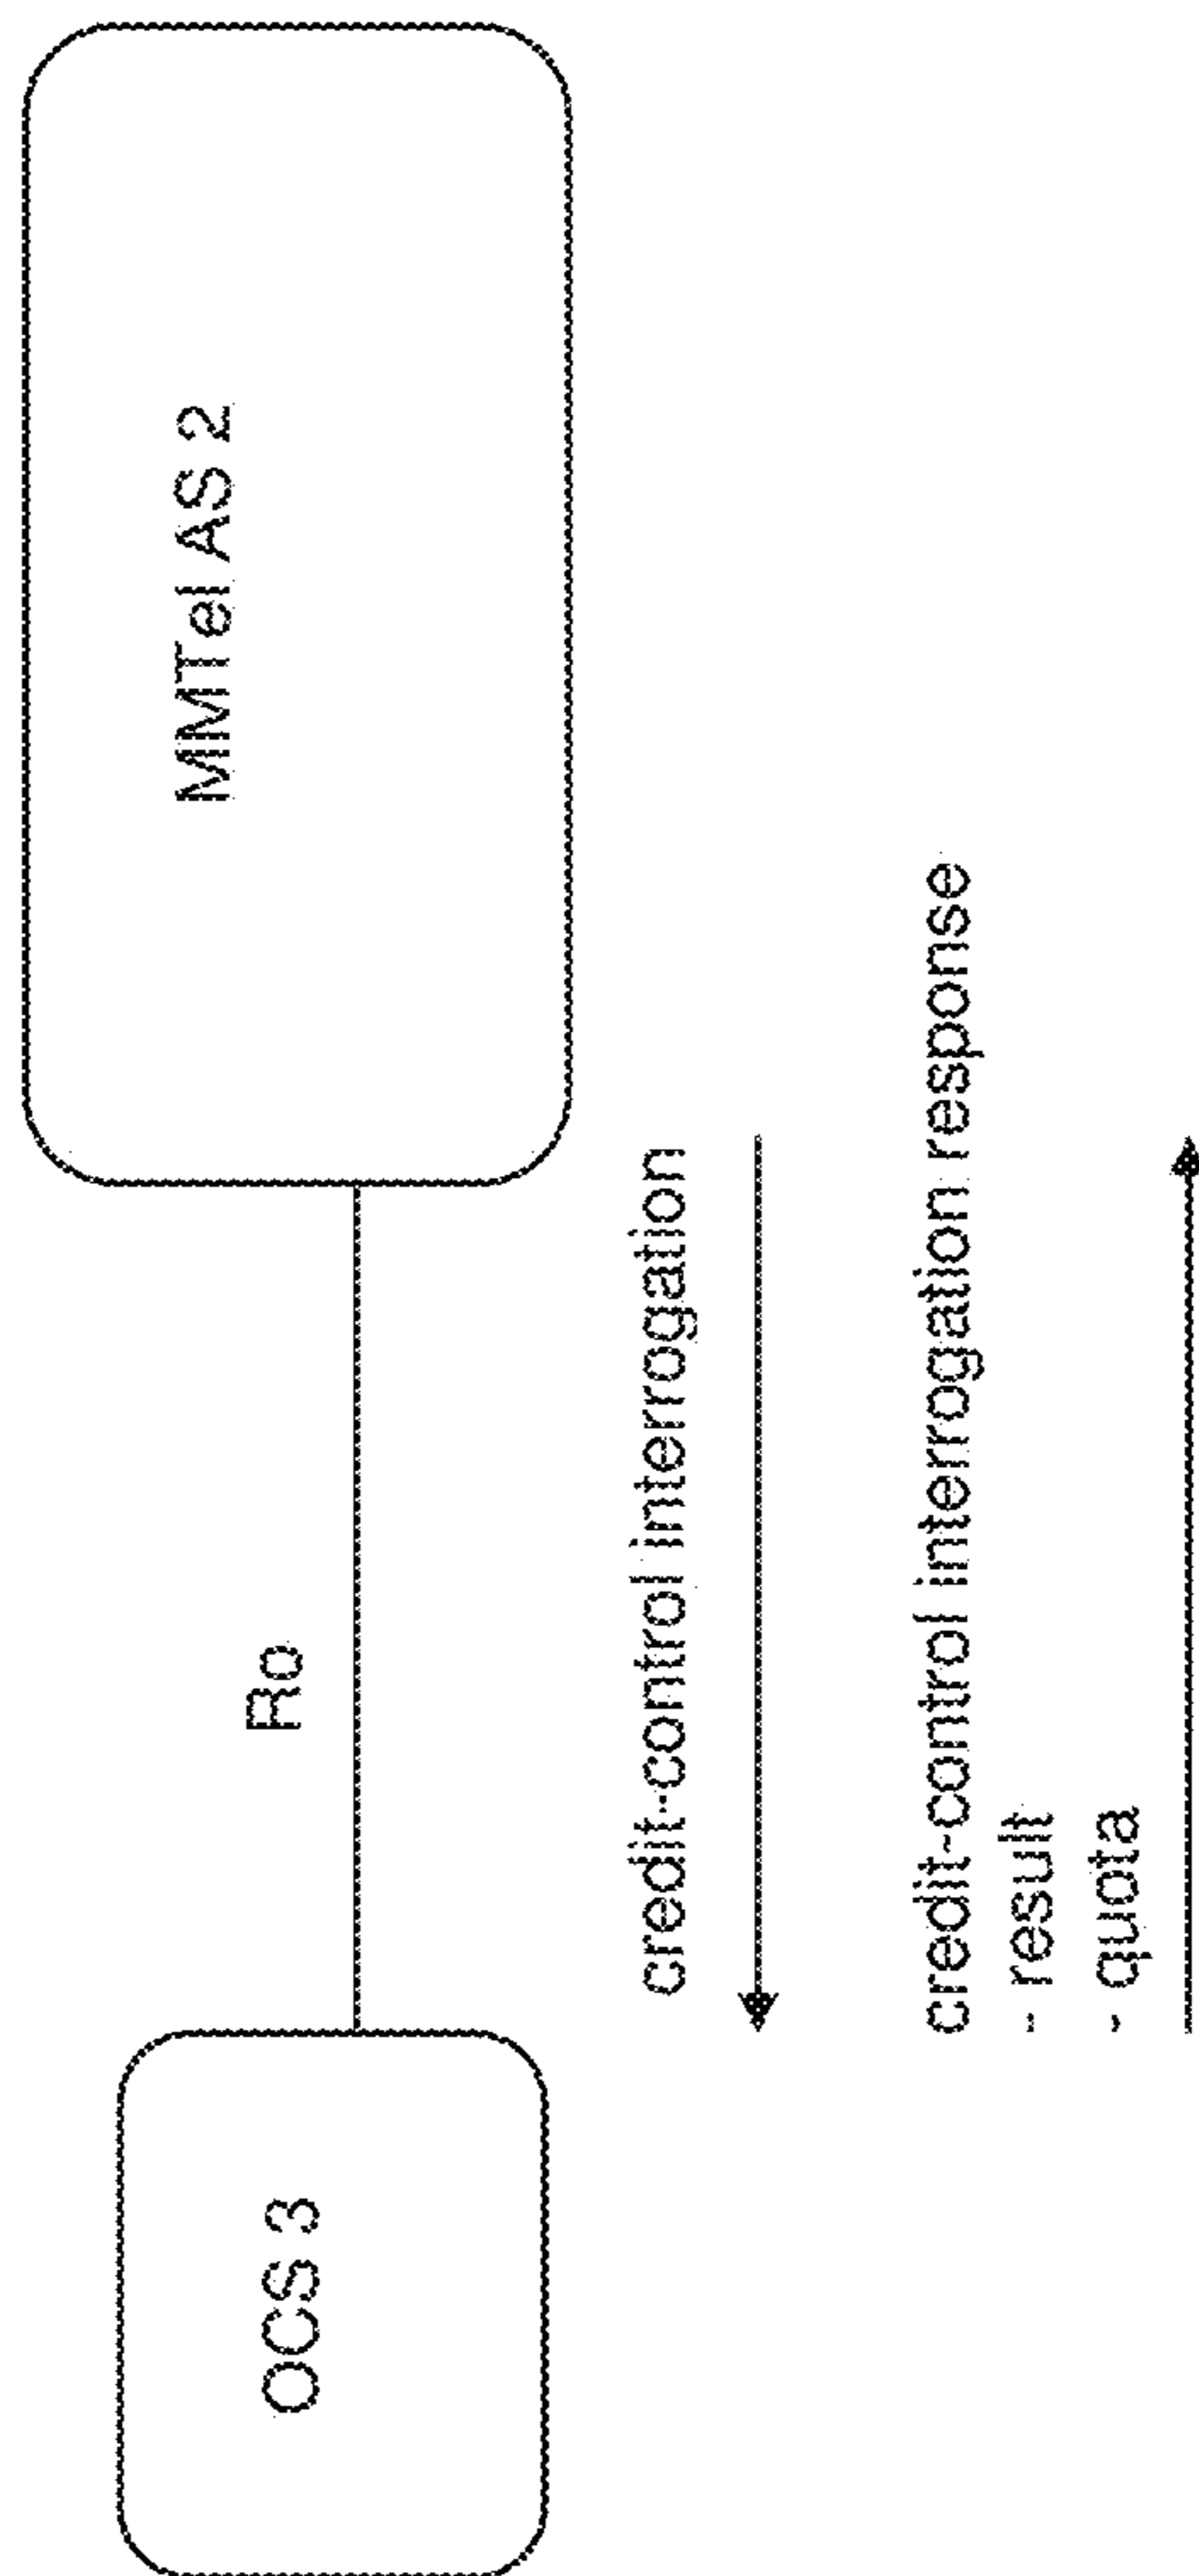 OCS 3
Ro
MMTel AS 2
credit-control interrogation
credit-control interrogation response
- result
- quota